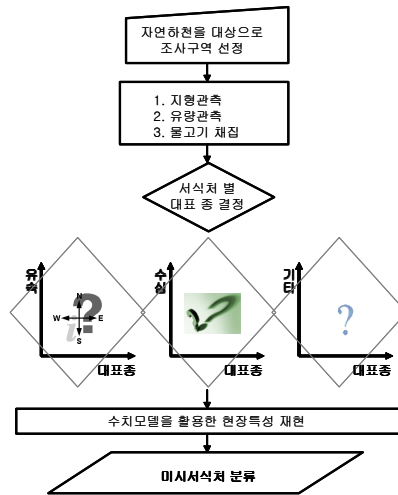 자연하천을 대상으로
조사구역 선정
1. 지형관측
2. 유량관측
3. 물고기 채집
서식처 별
대표 종 결정
유속
N
W
E
S
i
?
대표종
수심
?
대표종
기타
?
대표종
수치모델을 활용한 현장특성 재현
미시서식처 분류